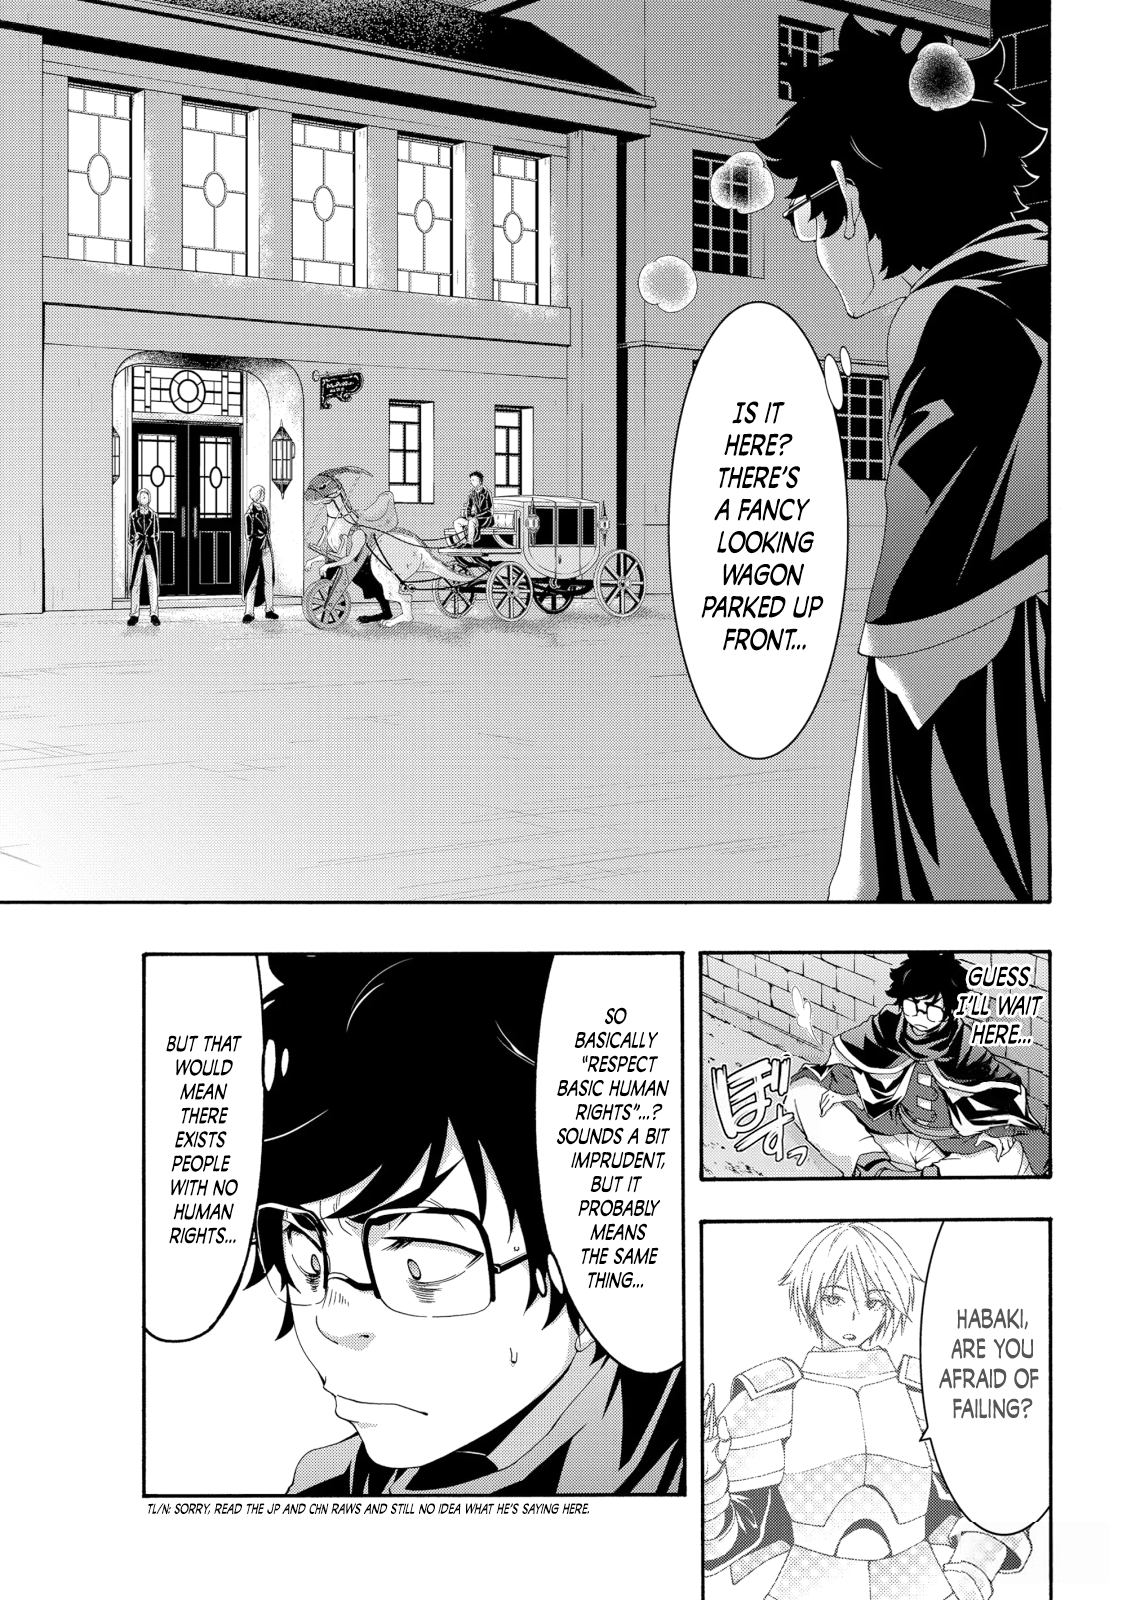 IS IT
HERE?
THERE'S
A FANCY
LOOKING
WAGON
PARKED UP
FRONT...
GUESS
I'LL WAIT
HERE...
ぼすっ
SO
BASICALLY
"RESPECT
BASIC HUMAN
RIGHTS"...?
SOUNDS A BIT
IMPRUDENT,
BUT IT
PROBABLY
MEANS
THE SAME
THING...
BUT THAT
WOULD
MEAN
THERE
EXISTS
PEOPLE
WITH NO
HUMAN
RIGHTS...
TL/N: SORRY, READ THE JP AND CHN RAWS AND STILL NO IDEA WHAT HE'S SAYING HERE.
HABAKI,
ARE YOU
AFRAID OF
FAILING?